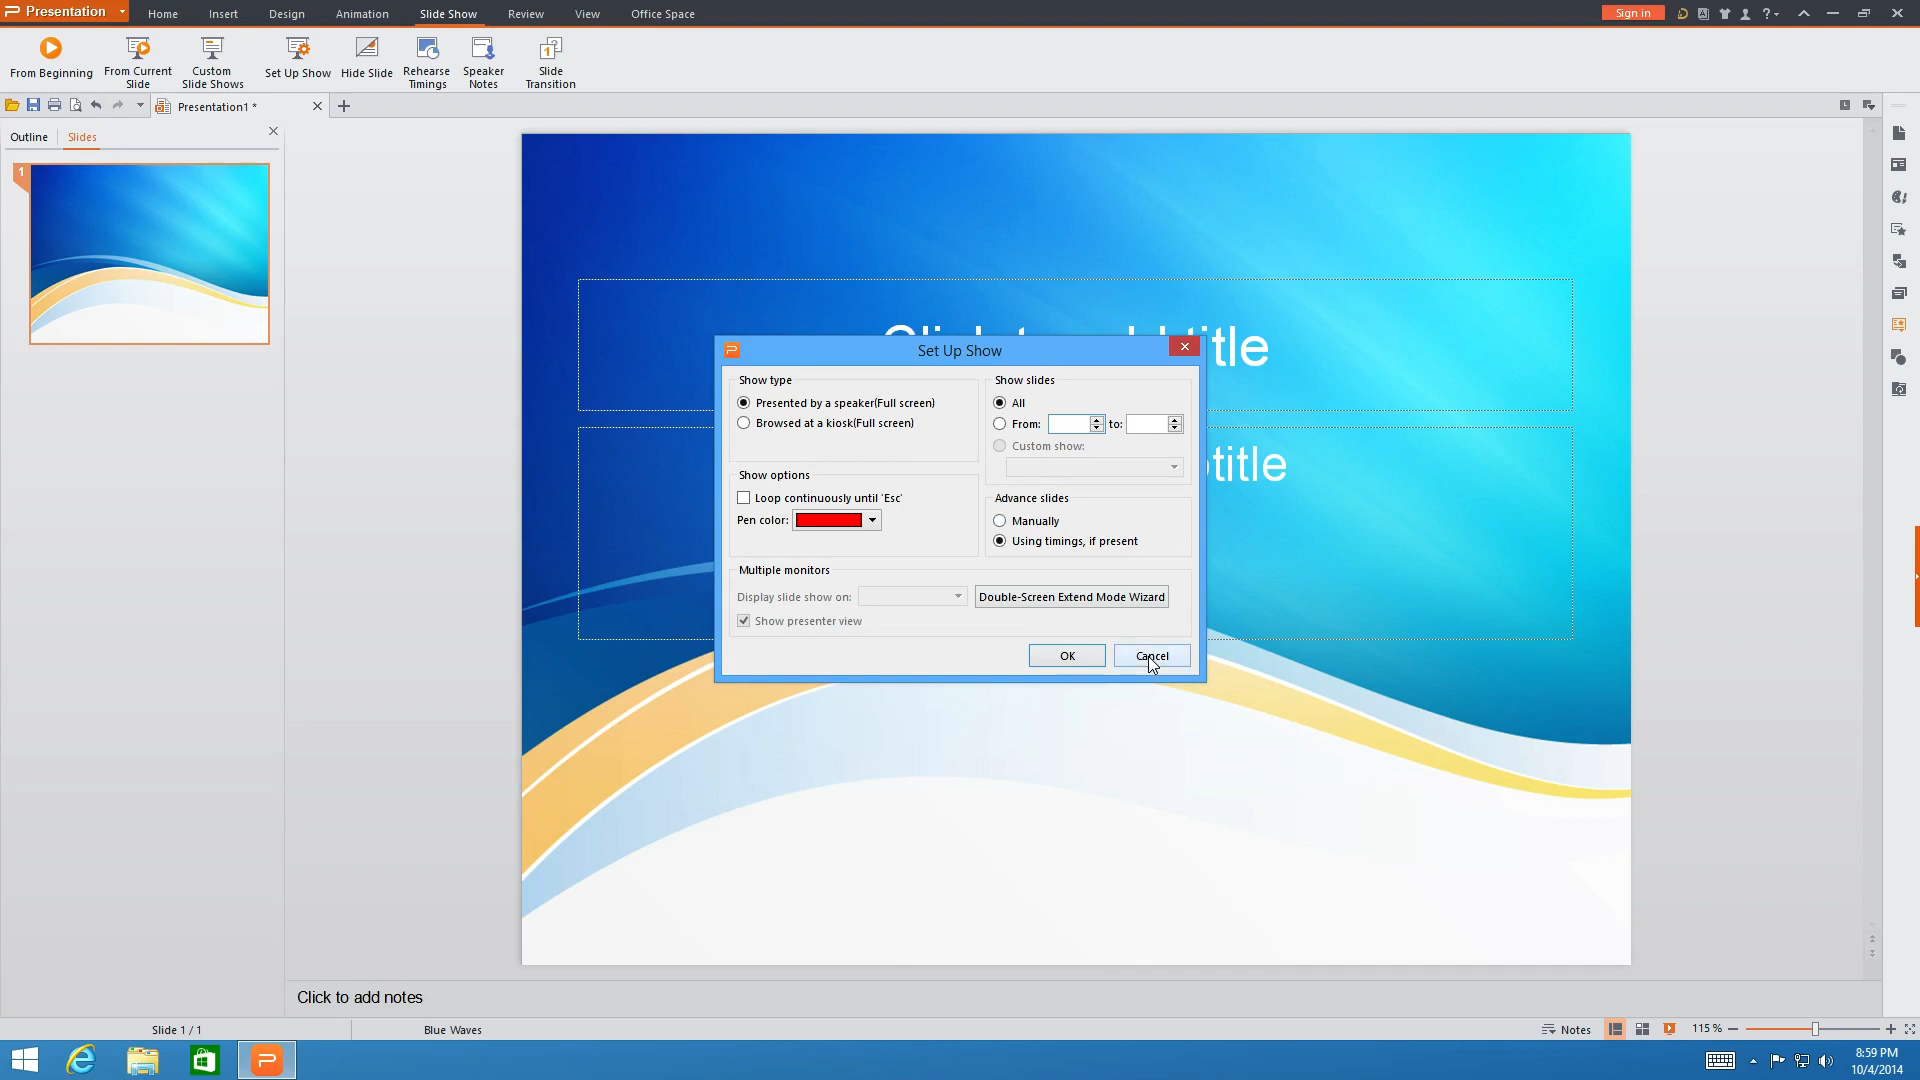 Presentation
Home
Insert
Design
Animation
Slide Show
Review
View
Office Space
Sign in
From Beginning
From Current
Slide
Custom
Slide Shows
Set Up Show
Hide Slide
Rehearse
Timings
Speaker
Notes
Slide
Transition
Presentation1 *
Outline
Slides
1
title
Set Up Show
Show type
Presented by a speaker(Full screen)
Browsed at a kiosk(Full screen)
Show slides
All
From:
to:
Custom show:
Show options
Loop continuously until 'Esc'
Pen color:
Advance slides
Manually
Using timings, if present
Multiple monitors
Display slide show on:
Double-Screen Extend Mode Wizard
Show presenter view
OK
Cancel
Click to add notes
Slide 1 / 1
Blue Waves
Notes
115 %
8:59 PM
10/4/2014